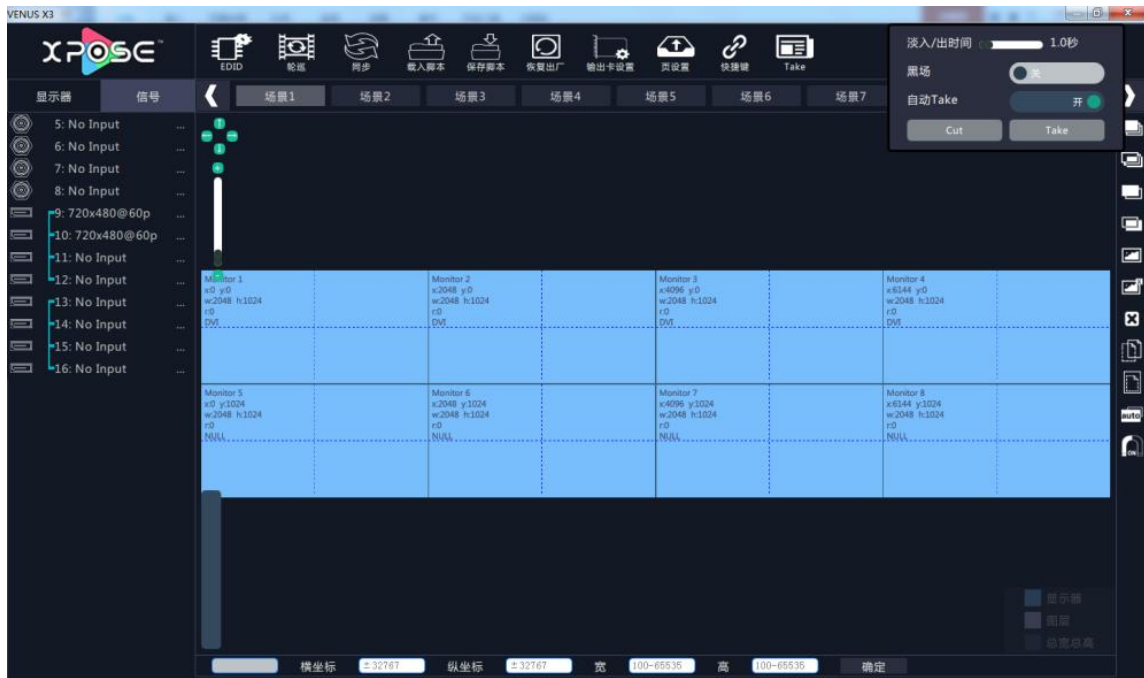 VENUS X3
XPOSE
EDID
轮巡
同步
载入脚本
保存脚本
恢复出厂
输出卡设置
页设置
快捷键
Take
淡入/出时间 1.0秒
黑场 关
自动Take 开
Cut Take
显示器 信号
场景1 场景2 场景3 场景4 场景5 场景6 场景7
5: No Input ...
6: No Input ...
7: No Input ...
8: No Input ...
9: 720x480@60p ...
10: 720x480@60p ...
11: No Input ...
12: No Input ...
13: No Input ...
14: No Input ...
15: No Input ...
16: No Input ...
Monitor 1
x:0 y:0
w:2048 h:1024
r:0
DVI
Monitor 2
x:2048 y:0
w:2048 h:1024
r:0
DVI
Monitor 3
x:4096 y:0
w:2048 h:1024
r:0
DVI
Monitor 4
x:6144 y:0
w:2048 h:1024
r:0
DVI
Monitor 5
x:0 y:1024
w:2048 h:1024
r:0
NULL
Monitor 6
x:2048 y:1024
w:2048 h:1024
r:0
NULL
Monitor 7
x:4096 y:1024
w:2048 h:1024
r:0
NULL
Monitor 8
x:6144 y:1024
w:2048 h:1024
r:0
NULL
auto
ON
显示器
图层
总宽总高
横坐标 ±32767 纵坐标 ±32767 宽 100-65535 高 100-65535 确定